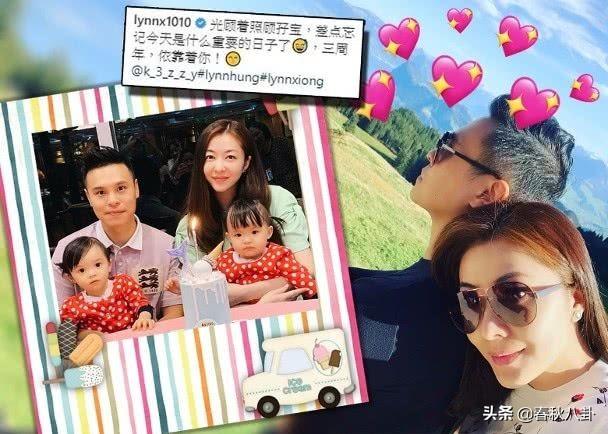 lynnx1010 光顾着照顾孖宝，差点忘
记今天是什么重要的日子了，三周
年，依靠着你！
@k_3_z_z_y#lynnhung#lynnxiong
ice
cream
头条 @春秋八卦